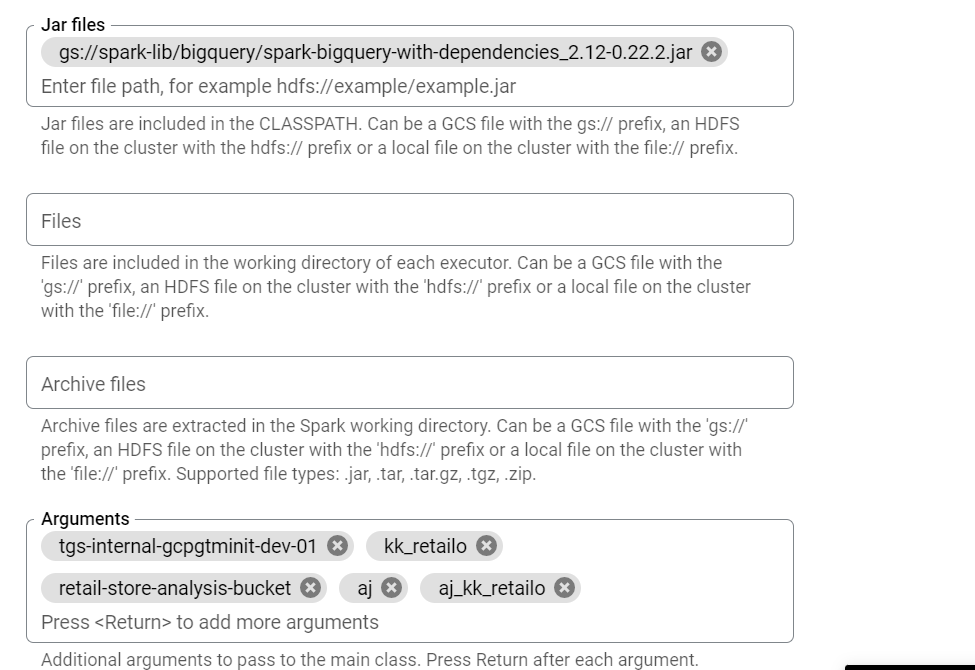 Jar files
gs://spark-lib/bigquery/spark-bigquery-with-dependencies_2.12-0.22.2.jar
Enter file path, for example hdfs://example/example.jar
Jar files are included in the CLASSPATH. Can be a GCS file with the gs:// prefix, an HDFS
file on the cluster with the hdfs:// prefix or a local file on the cluster with the file:// prefix.
Files
Files are included in the working directory of each executor. Can be a GCS file with the
'gs://' prefix, an HDFS file on the cluster with the 'hdfs://' prefix or a local file on the cluster
with the 'file://' prefix.
Archive files
Archive files are extracted in the Spark working directory. Can be a GCS file with the 'gs://'
prefix, an HDFS file on the cluster with the 'hdfs://' prefix or a local file on the cluster with
the 'file://' prefix. Supported file types: .jar, .tar, .tar.gz, .tgz, .zip.
Arguments
tgs-internal-gcpgtminit-dev-01 kk_retailo
retail-store-analysis-bucket aj aj_kk_retailo
Press <Return> to add more arguments
Additional arguments to pass to the main class. Press Return after each argument.